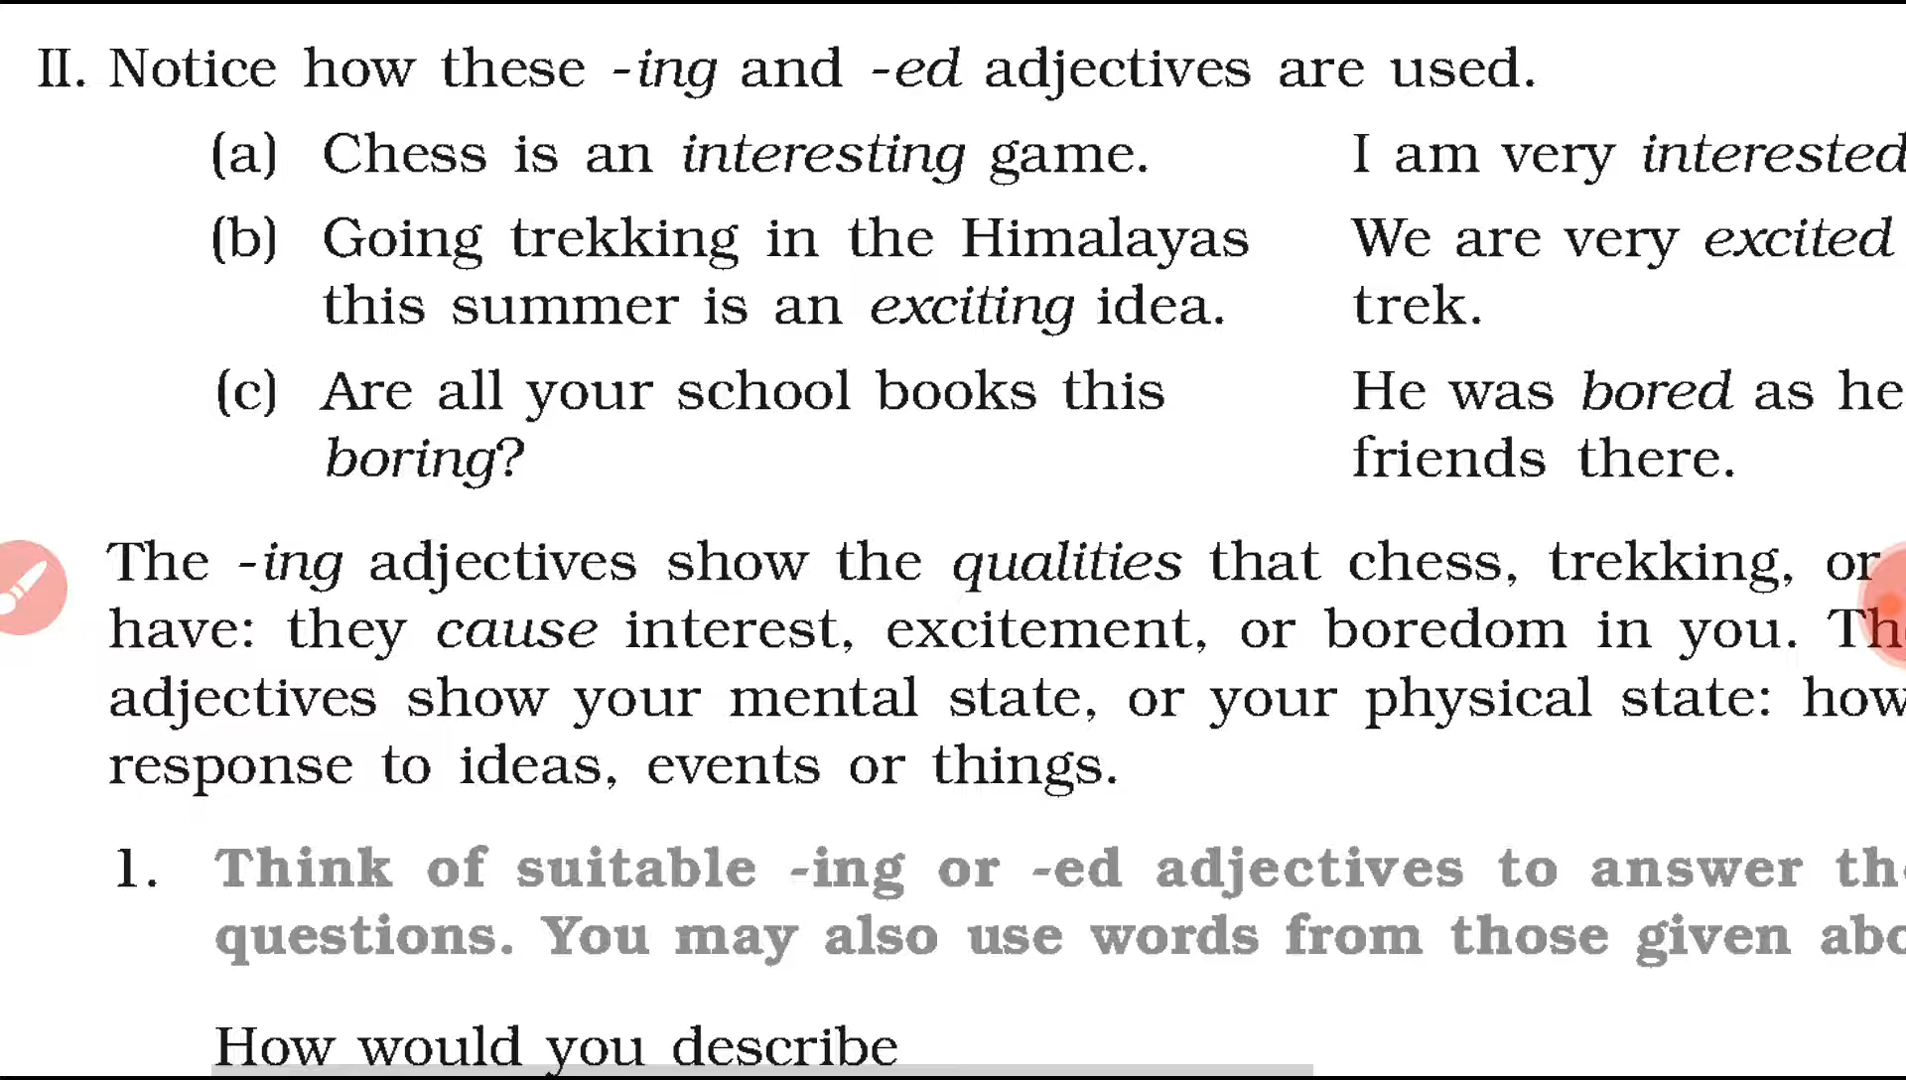 II. Notice how these -ing and -ed adjectives are used.
(a) Chess is an interesting game. I am very interested
(b) Going trekking in the Himalayas We are very excited
this summer is an exciting idea. trek.
(c) Are all your school books this He was bored as he
boring? friends there.
The -ing adjectives show the qualities that chess, trekking, or
have: they cause interest, excitement, or boredom in you.
adjectives show your mental state, or your physical state: how
response to ideas, events or things.
1. Think of suitable -ing or -ed adjectives to answer
questions. You may also use words from those given
How would you describe